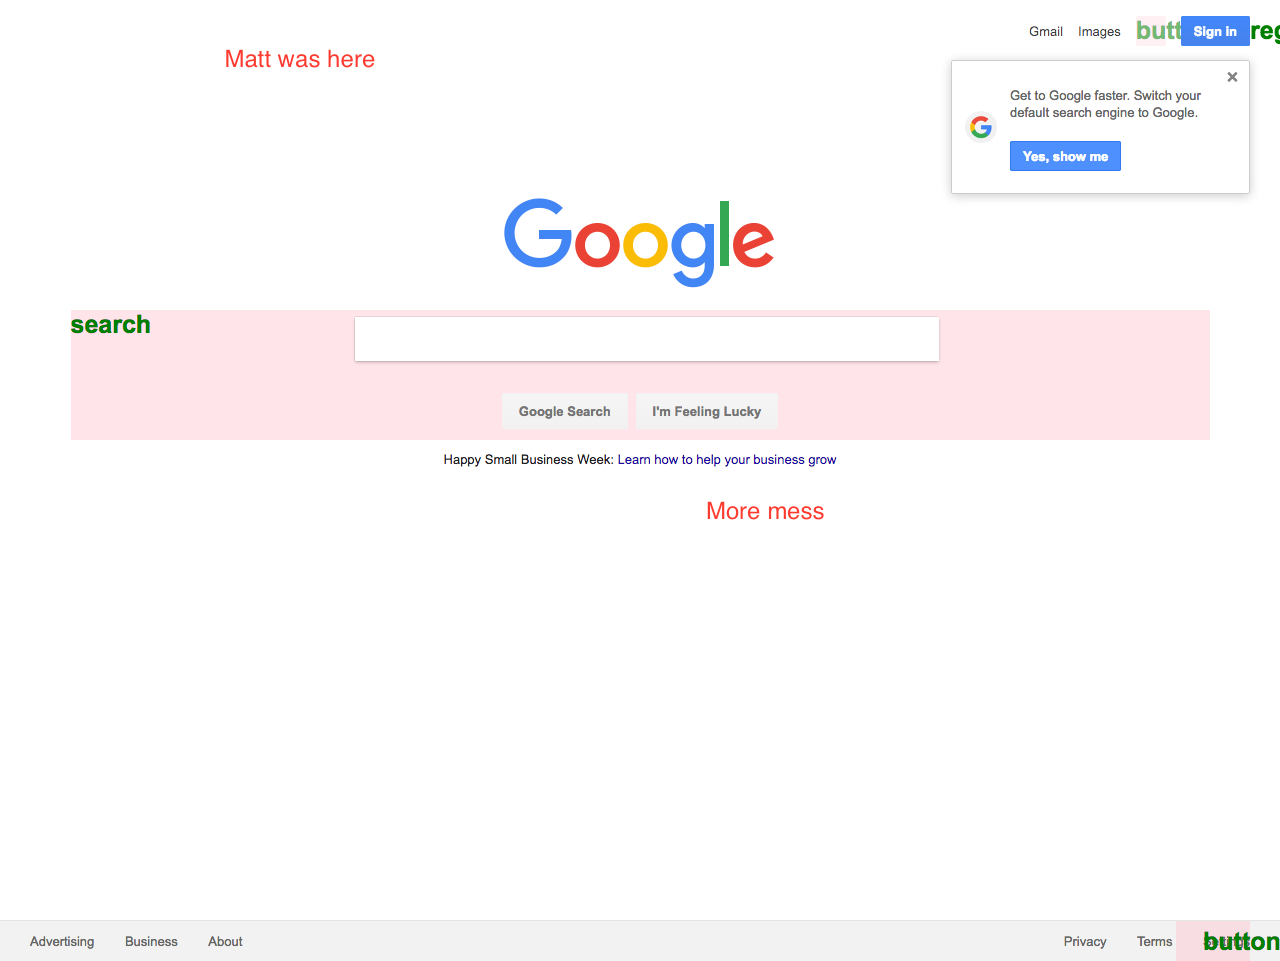 Gmail Images butt Sign in reg
Matt was here
Get to Google faster. Switch your
default search engine to Google.
Yes, show me
Google
search
Google Search I'm Feeling Lucky
Happy Small Business Week: Learn how to help your business grow
More mess
Advertising Business About Privacy Terms button